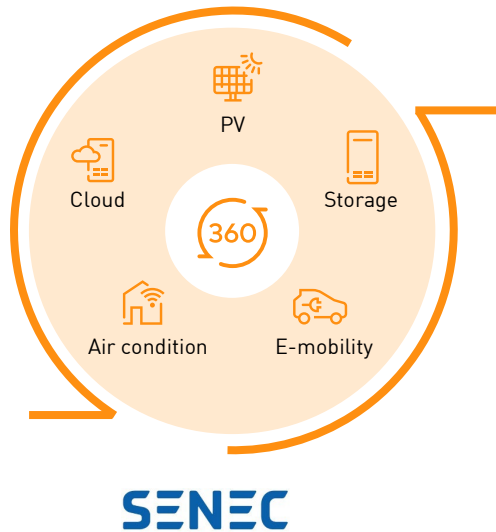 PV
Cloud
Storage
360
Air condition
E-mobility
SENEC